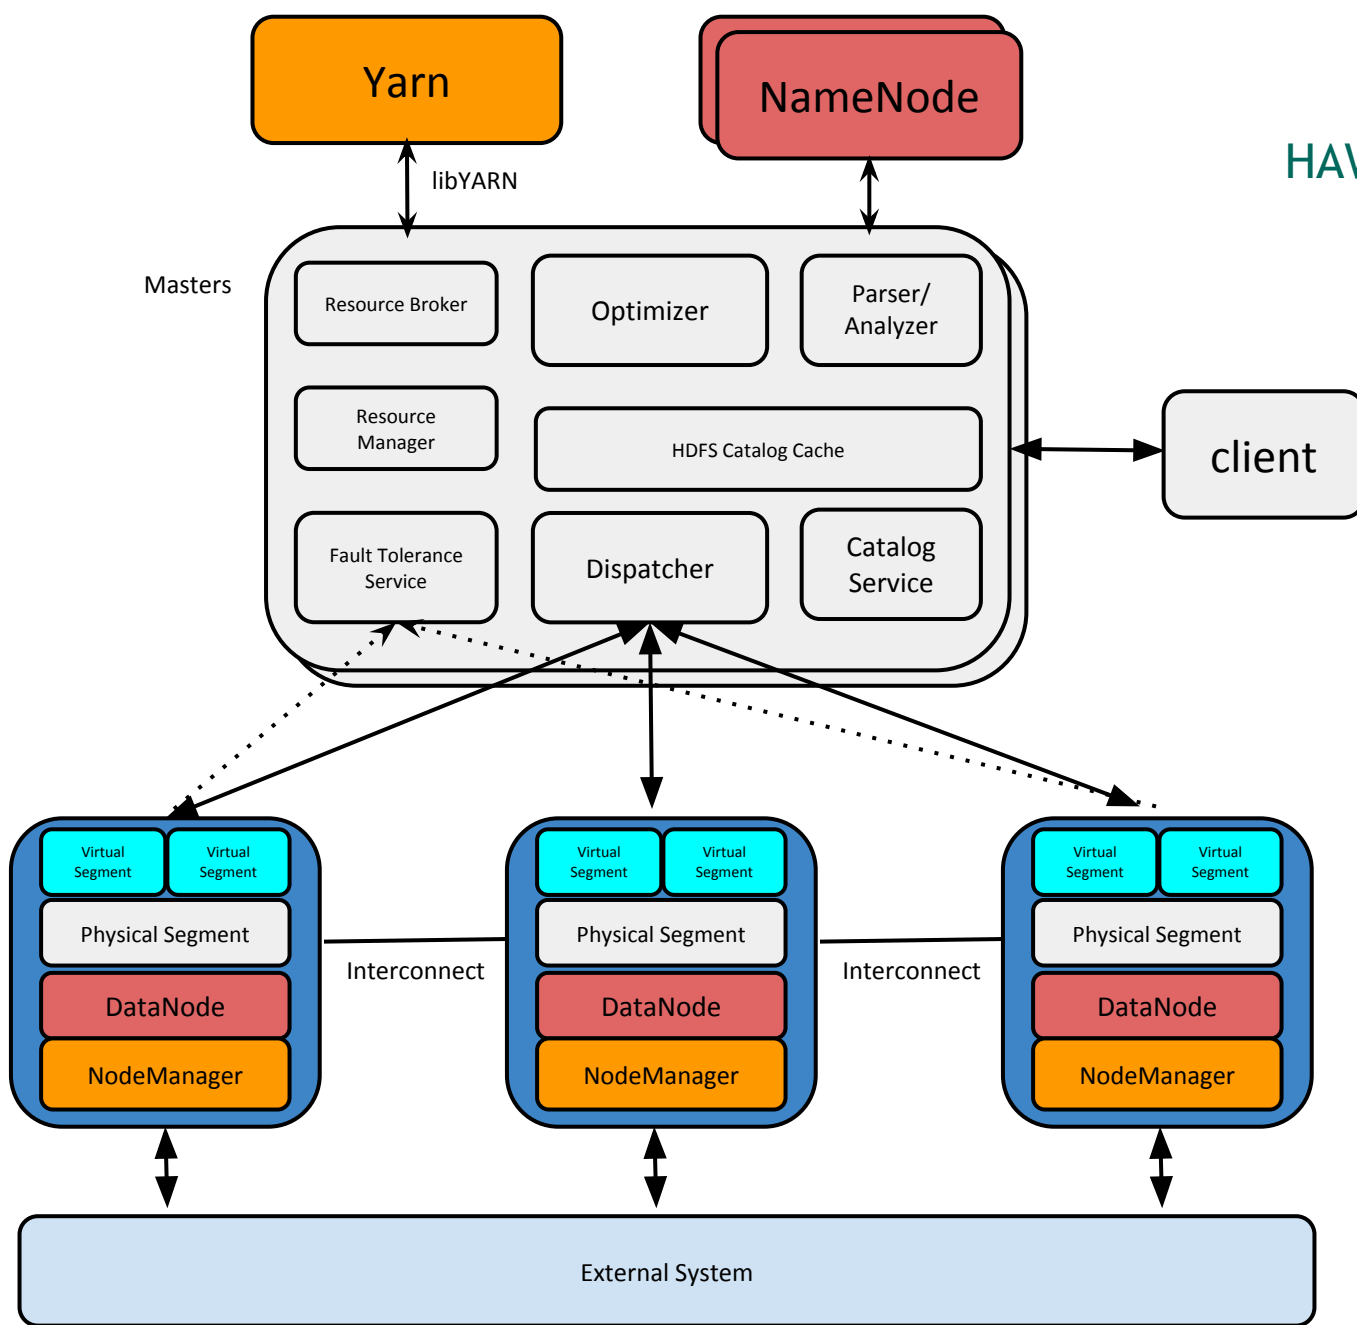 Yarn
NameNode
HAW
libYARN
Masters
Resource Broker
Optimizer
Parser/
Analyzer
Resource
Manager
HDFS Catalog Cache
client
Fault Tolerance
Service
Dispatcher
Catalog
Service
Virtual
Segment
Virtual
Segment
Physical Segment
DataNode
NodeManager
Interconnect
Virtual
Segment
Virtual
Segment
Physical Segment
DataNode
NodeManager
Interconnect
Virtual
Segment
Virtual
Segment
Physical Segment
DataNode
NodeManager
External System